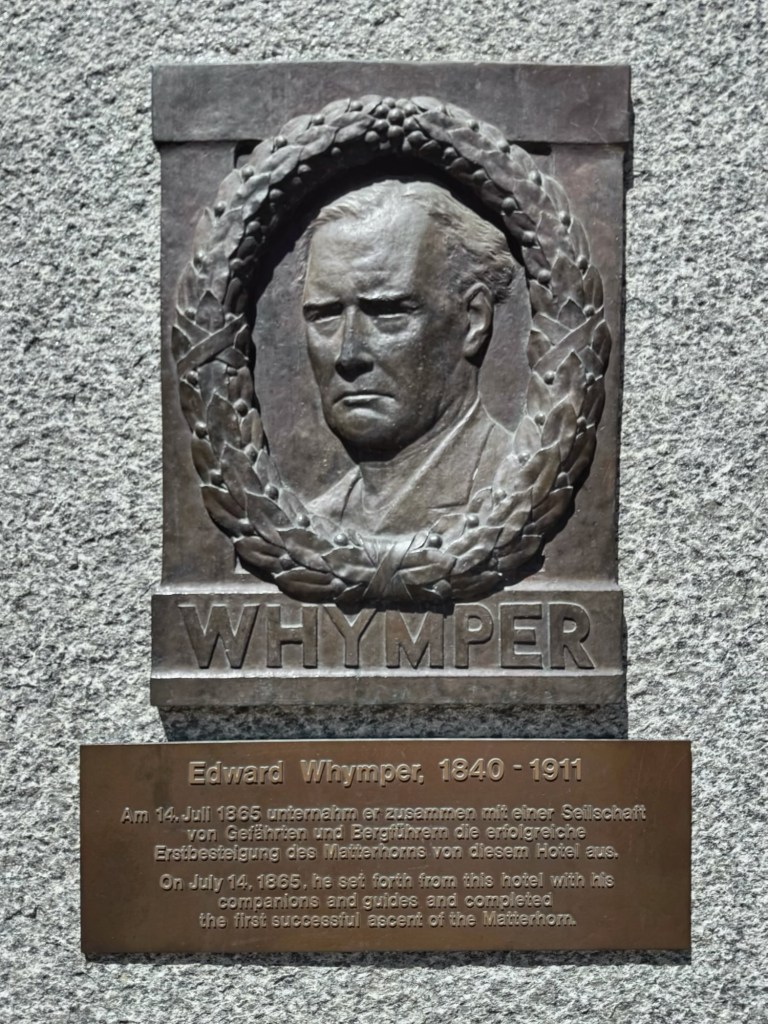 WHYMPER
Edward Whymper, 1840 - 1911
Am 14. Juli 1865 unternahm er zusammen mit einer Seilschaft
von Gefährten und Bergführern die erfolgreiche
Erstbesteigung des Matterhorns von diesem Hotel aus.
On July 14, 1865, he set forth from this hotel with his
companions and guides and completed
the first successful ascent of the Matterhorn.